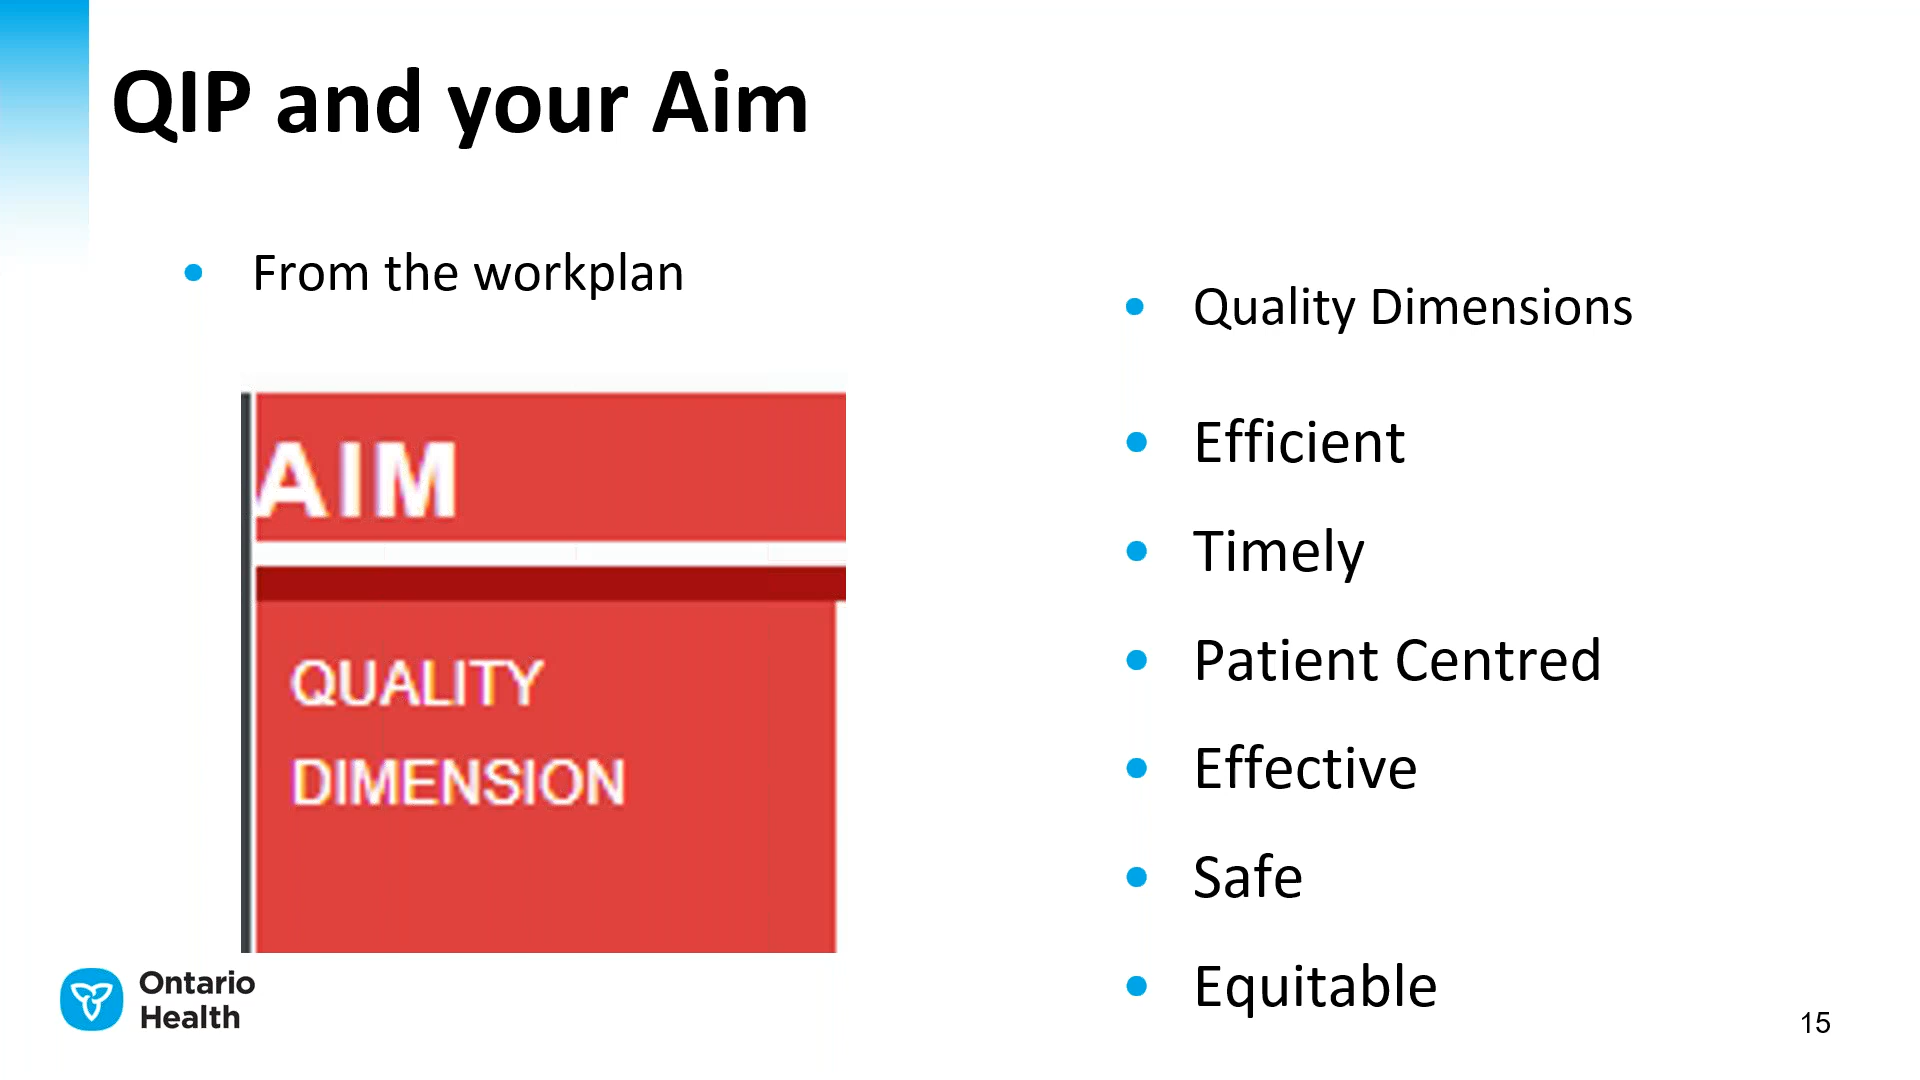 QIP and your Aim
From the workplan
AIM
QUALITY
DIMENSION
Quality Dimensions
Efficient
Timely
Patient Centred
Effective
Safe
Equitable
Ontario
Health
15